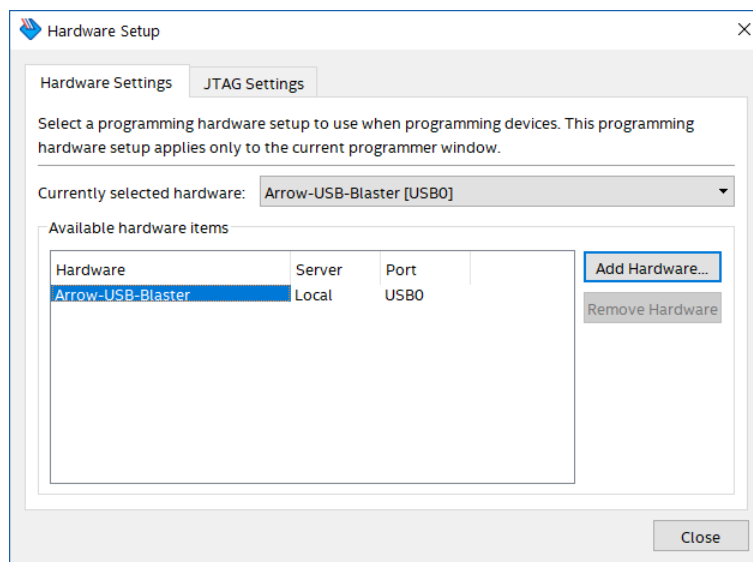 Hardware Setup
Hardware Settings
JTAG Settings
Select a programming hardware setup to use when programming devices. This programming
hardware setup applies only to the current programmer window.
Currently selected hardware: Arrow-USB-Blaster [USB0]
Available hardware items
Hardware Server Port
Arrow-USB-Blaster Local USB0
Add Hardware...
Remove Hardware
Close